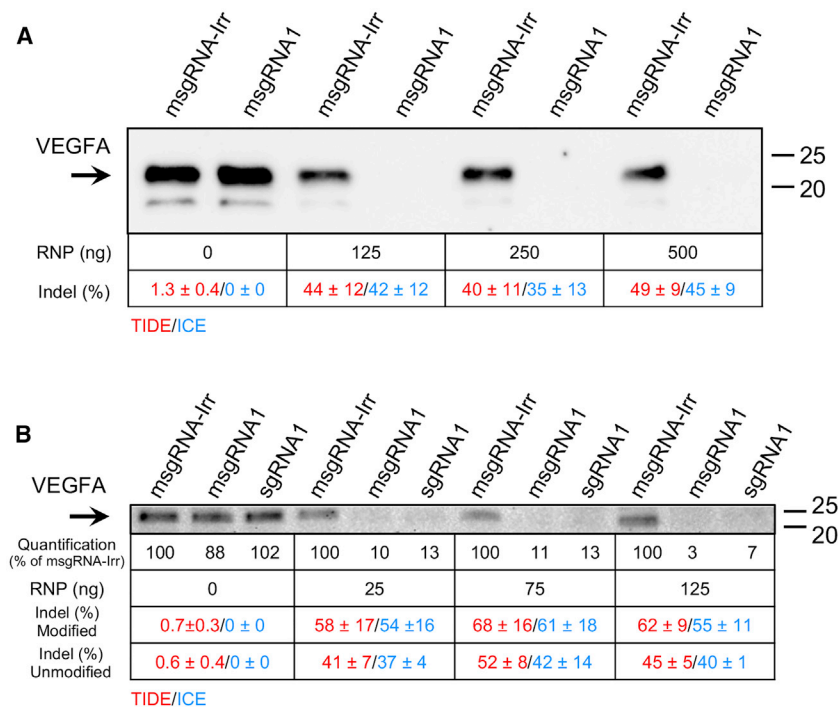 A
msgRNA-Irr msgRNA1 msgRNA-Irr msgRNA1 msgRNA-Irr msgRNA1 msgRNA-Irr msgRNA1
VEGFA
25
20
RNP (ng) 0 125 250 500
Indel (%) 1.3 ± 0.4/0 ± 0 44 ± 12/42 ± 12 40 ± 11/35 ± 13 49 ± 9/45 ± 9
TIDE/ICE
B
msgRNA-Irr msgRNA1 sgRNA1 msgRNA-Irr msgRNA1 sgRNA1 msgRNA-Irr msgRNA1 sgRNA1 msgRNA-Irr msgRNA1 sgRNA1
VEGFA
25
20
Quantification
(% of msgRNA-Irr) 100 88 102 100 10 13 100 11 13 100 3 7
RNP (ng) 0 25 75 125
Indel (%)
Modified 0.7±0.3/0 ± 0 58 ± 17/54 ±16 68 ± 16/61 ± 18 62 ± 9/55 ± 11
Indel (%)
Unmodified 0.6 ± 0.4/0 ± 0 41 ± 7/37 ± 4 52 ± 8/42 ± 14 45 ± 5/40 ± 1
TIDE/ICE